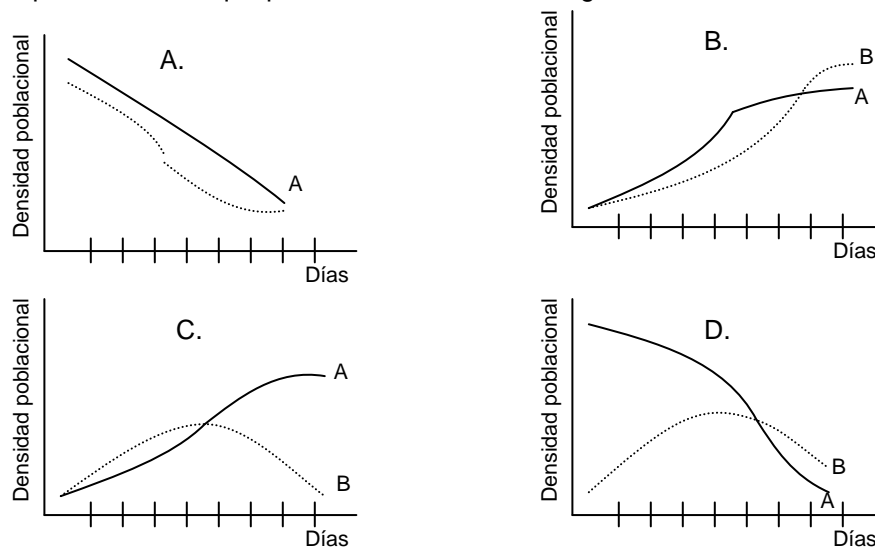 A.
Densidad poblacional
A
Días
B.
Densidad poblacional
B
A
Días
C.
Densidad poblacional
A
B
Días
D.
Densidad poblacional
B
A
Días